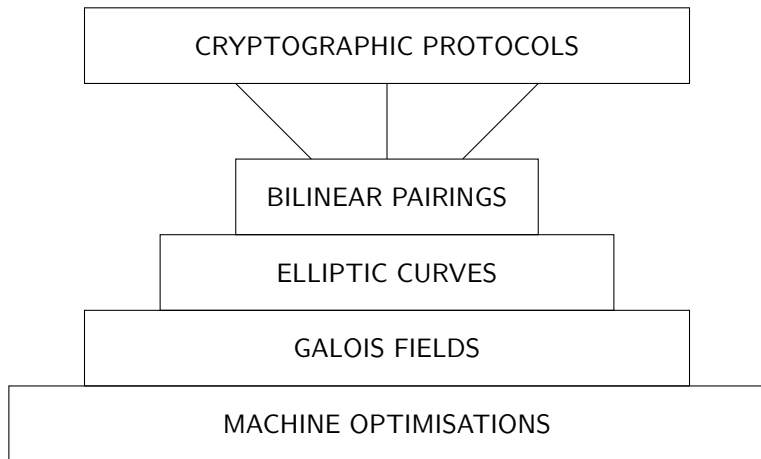 CRYPTOGRAPHIC PROTOCOLS
BILINEAR PAIRINGS
ELLIPTIC CURVES
GALOIS FIELDS
MACHINE OPTIMISATIONS